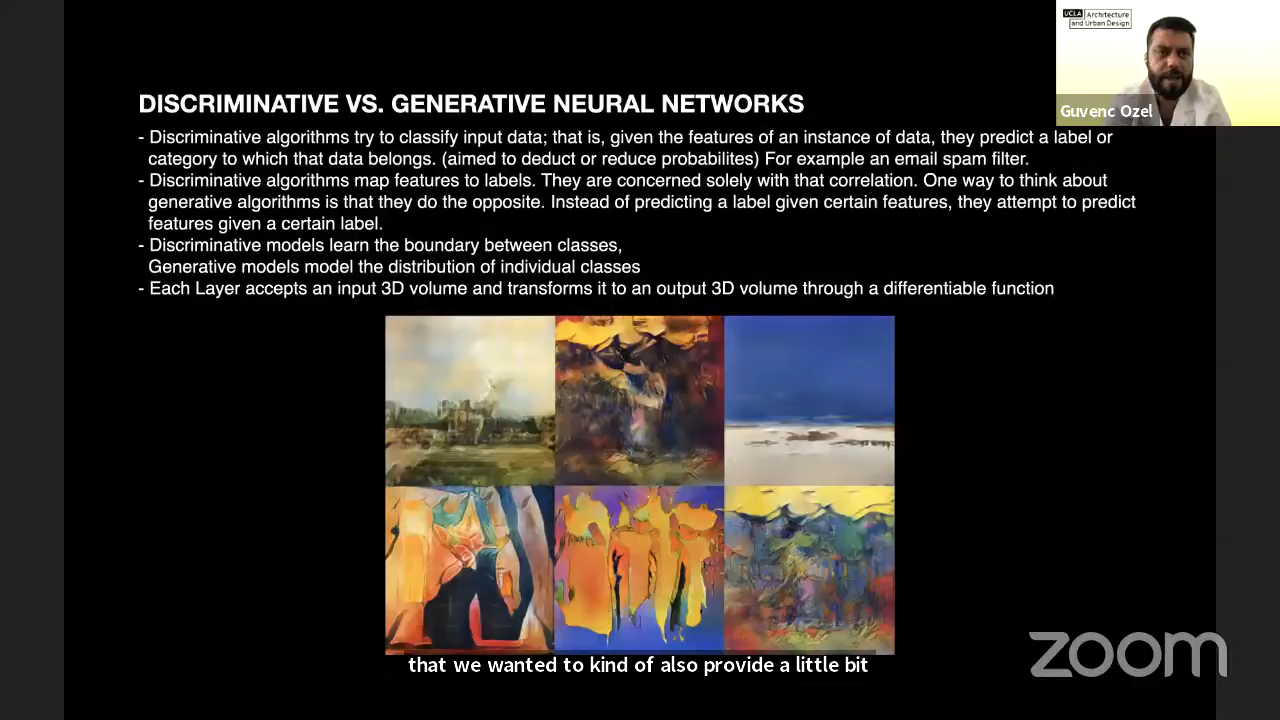 UCLA Architecture
and Urban Design
Guvenc Ozel
DISCRIMINATIVE VS. GENERATIVE NEURAL NETWORKS
- Discriminative algorithms try to classify input data; that is, given the features of an instance of data, they predict a label or
category to which that data belongs. (aimed to deduct or reduce probabilites) For example an email spam filter.
- Discriminative algorithms map features to labels. They are concerned solely with that correlation. One way to think about
generative algorithms is that they do the opposite. Instead of predicting a label given certain features, they attempt to predict
features given a certain label.
- Discriminative models learn the boundary between classes,
Generative models model the distribution of individual classes
- Each Layer accepts an input 3D volume and transforms it to an output 3D volume through a differentiable function
that we wanted to kind of also provide a little bit
zoom